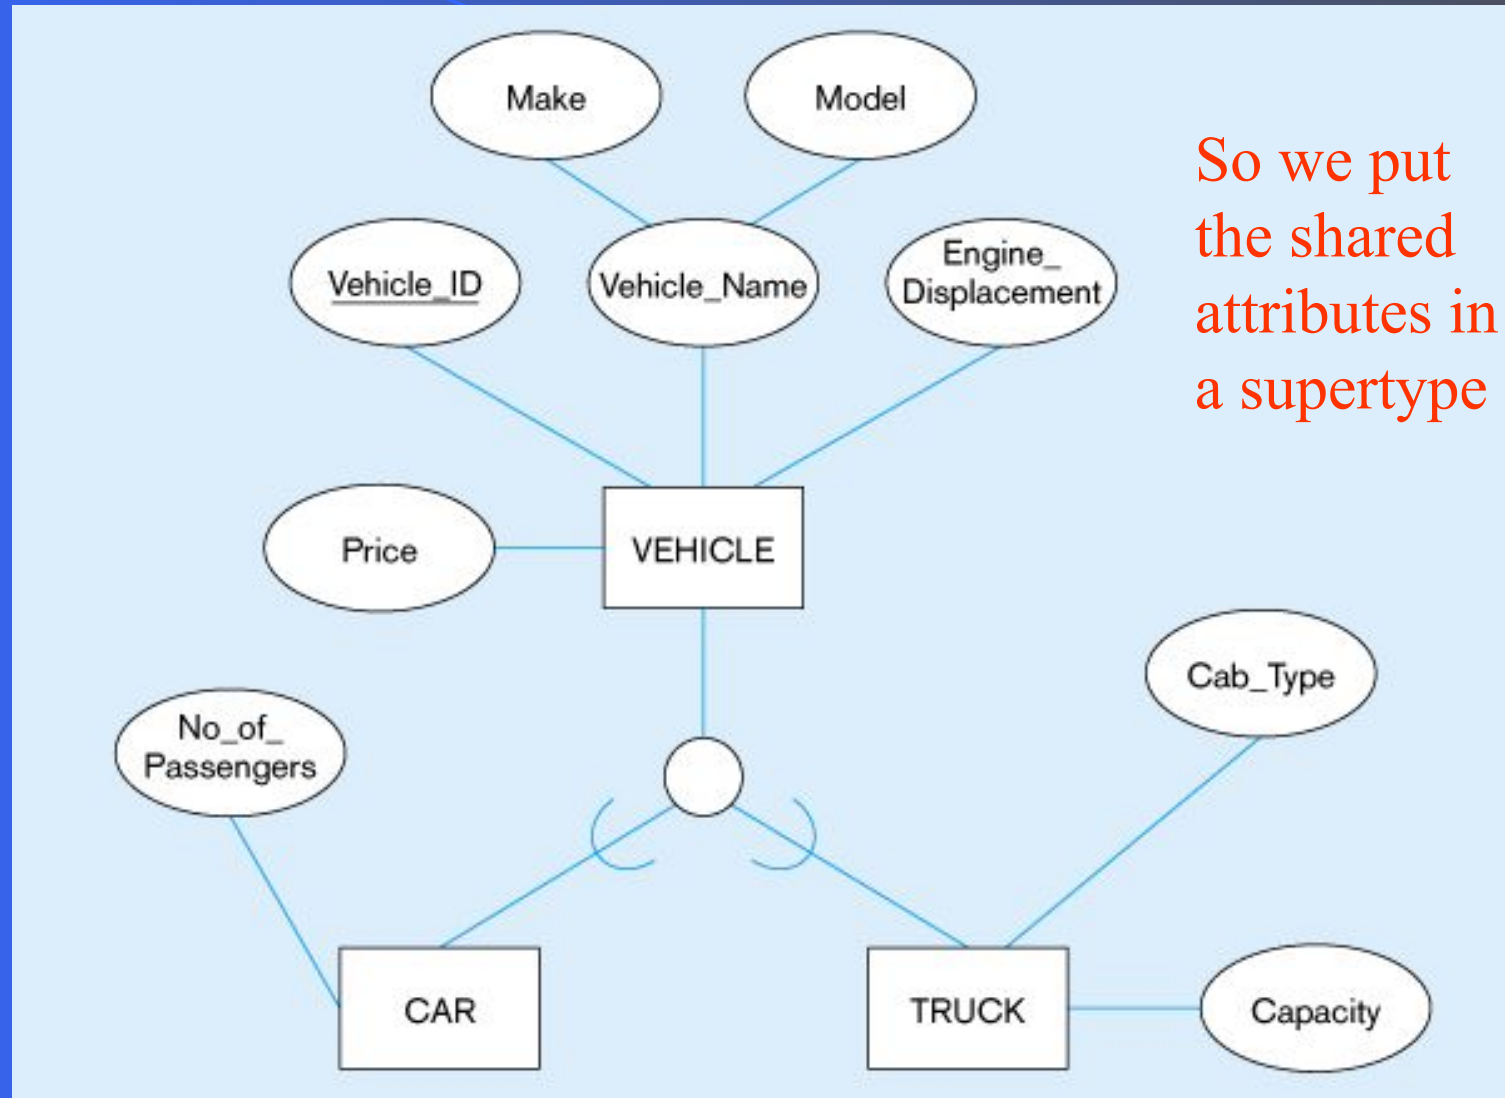 Make
Model
So we put
the shared
attributes in
a supertype
Vehicle_ID
Vehicle_Name
Engine_
Displacement
Price
VEHICLE
Cab_Type
No_of_
Passengers
CAR
TRUCK
Capacity